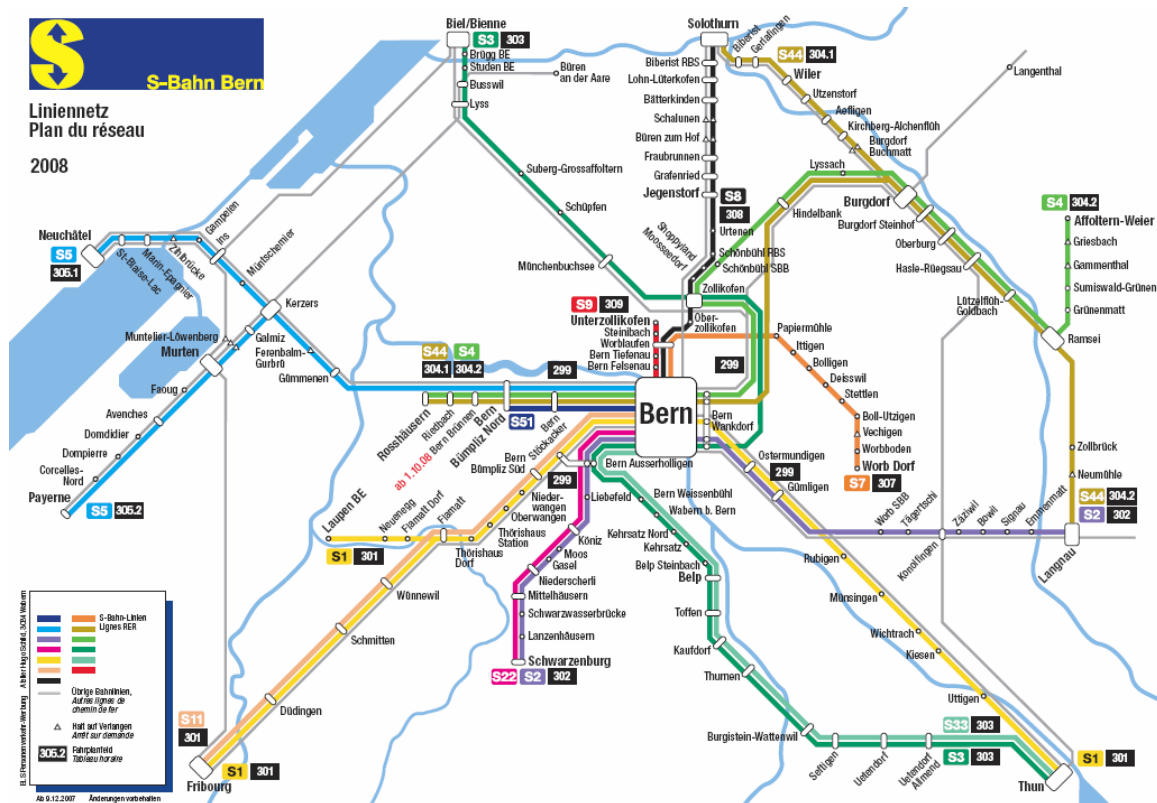 S
S-Bahn Bern
Liniennetz
Plan du réseau
2008
Biel/Bienne
S3 303
Brügg BE
Studen BE
Büren
an der Aare
Busswil
Lyss
Suberg-Grossaffoltern
Schüpfen
Münchenbuchsee
Solothurn
Biberist
Gerlafingen
S44 304.1
Biberist RBS
Lohn-Lüterkofen
Bätterkinden
Schalunen
Büren zum Hof
Fraubrunnen
Grafenried
Jegenstorf
S8
308
Urtenen
Shoppyland
Moosseedorf
Schönbühl RBS
Schönbühl SBB
Zollikofen
Ober-
zollikofen
Wiler
Utzenstorf
Aefligen
Kirchberg-Alchenflüh
Burgdorf
Buchmatt
Langenthal
Lyssach
Hindelbank
Burgdorf
Burgdorf Steinhof
Oberburg
Hasle-Rüegsau
Lützelflüh-
Goldbach
S4 304.2
Affoltern-Weier
Griesbach
Gammenthal
Sumiswald-Grünen
Grünenmatt
Ramsei
Zollbrück
Neumühle
S44 304.2
S2 302
Langnau
Neuchâtel
S5
305.1
St-Blaise-Lac
Marin-Epagnier
Zihlbrücke
Gampelen
Ins
Müntschemier
Kerzers
Muntelier-Löwenberg
Murten
Galmiz
Ferenbalm-
Gurbrü
Gümmenen
Faoug
Avenches
Domdidier
Dompierre
Corcelles-
Nord
Payerne
S5 305.2
S9 309
Unterzollikofen
Steinbach
Worblaufen
Bern Tiefenau
Bern Felsenau
Papiermühle
Ittigen
Bolligen
Deisswil
Stettlen
Boll-Utzigen
Vechigen
Worbboden
Worb Dorf
S7 307
S44 S4
304.1 304.2
299
299
Rosshäusern
Riedbach
ab 1.10.08 Bern Brünnen
Bern
Bümpliz Nord
S51
Bern
Stöckacker
Bern
Bern
Wankdorf
Bern
Bümpliz Süd
299
Bern Ausserholligen
Ostermundigen
299
Gümligen
Laupen BE
S1 301
Neuenegg
Flamatt Dorf
Flamatt
Thörishaus
Dorf
Thörishaus
Station
Oberwangen
Nieder-
wangen
Liebefeld
Köniz
Moos
Gasel
Niederscherli
Mittelhäusern
Schwarzwasserbrücke
Lanzenhäusern
Schwarzenburg
S22 S2 302
Bern Weissenbühl
Wabern b. Bern
Kehrsatz Nord
Kehrsatz
Belp Steinbach
Belp
Toffen
Kaufdorf
Thurnen
Burgistein-Wattenwil
Seftigen
Uetendorf
Uetendorf
Allmend
S33 303
S3 303
Worb SBB
Tägertschi
Konolfingen
Zäziwil
Bowil
Signau
Emmenmatt
Rubigen
Münsingen
Wichtrach
Kiesen
Uttigen
S1 301
Thun
Wünnewil
Schmitten
Düdingen
S11
301
Fribourg
S1 301
S-Bahn-Linien
Lignes RER
Übrige Bahnlinien,
Autres lignes de
chemin de fer
Halt auf Verlangen
Arrêt sur demande
305.2 Fahrplanfeld
Tableau horaire
BLS Personenverkehr-Werbung
Atelier Hugo Schild, 3084 Wabern
Ab 9.12.2007 Änderungen vorbehalten